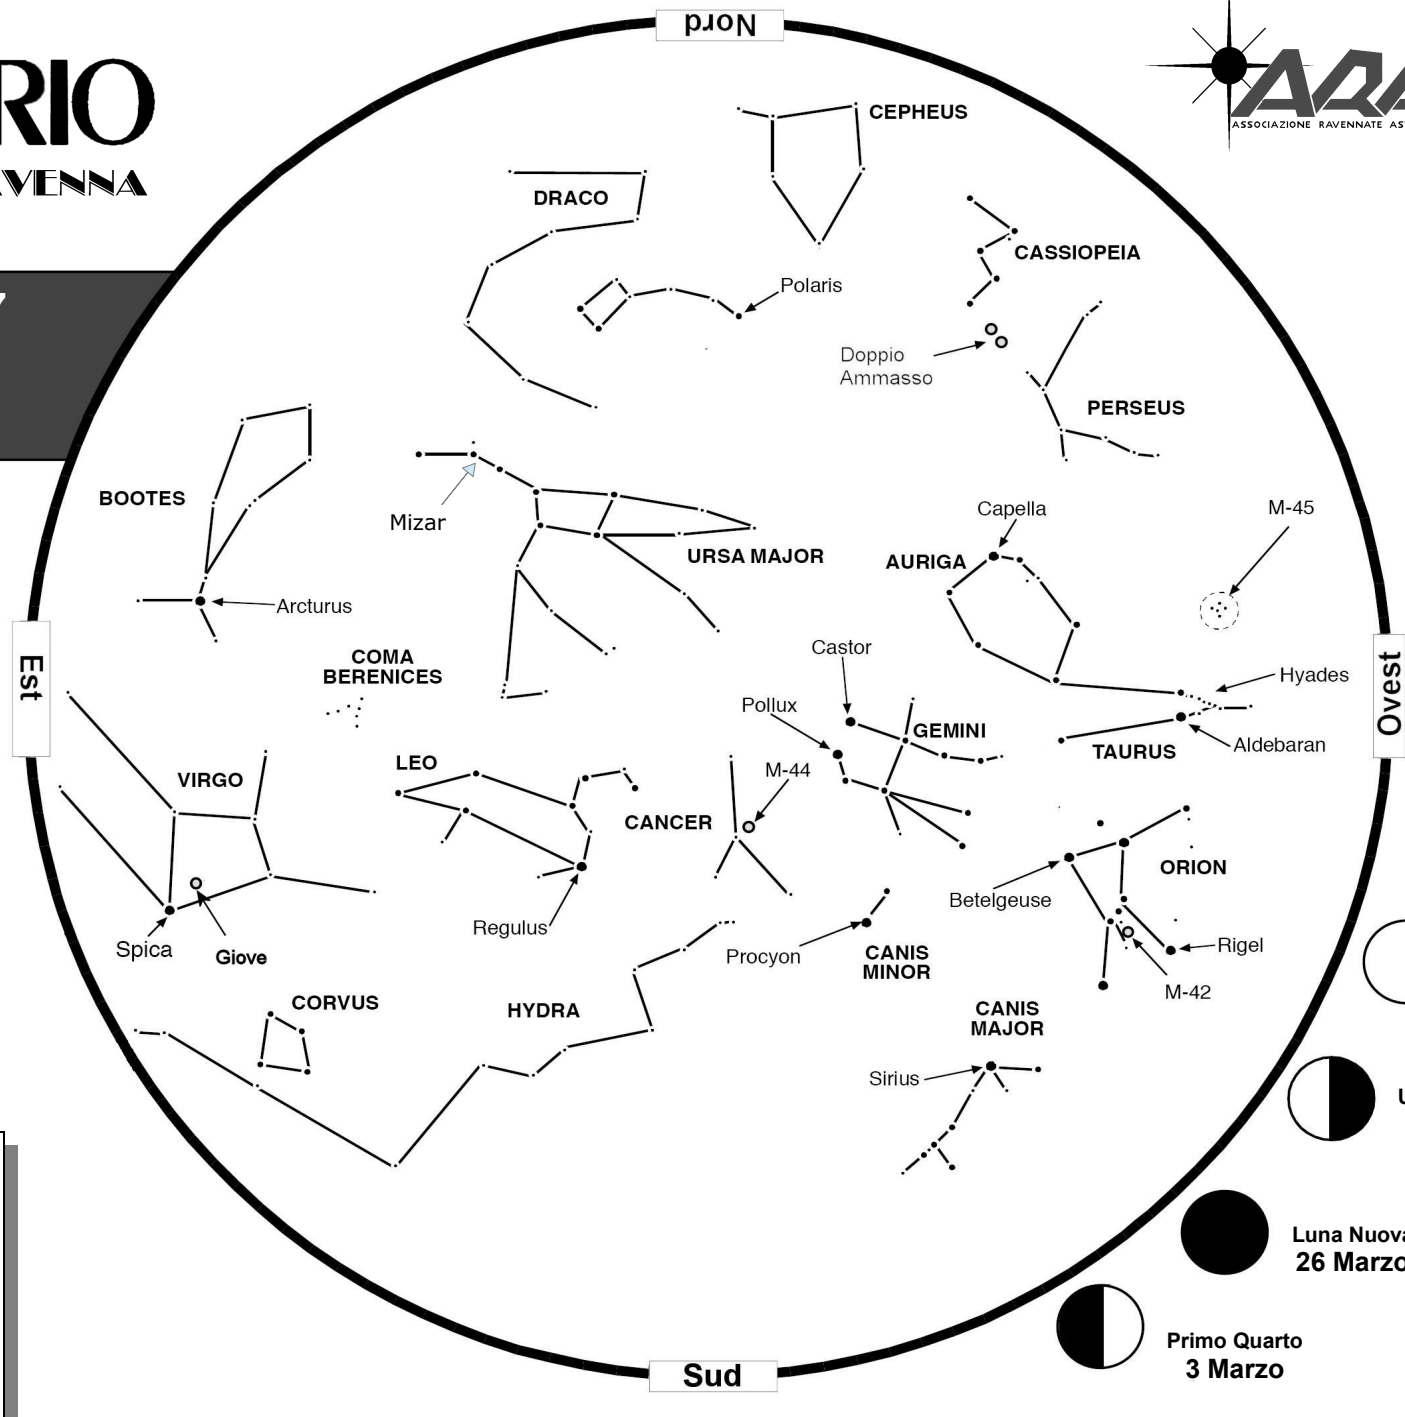 Nord
RIO
AVENNA
ARA
ASSOCIAZIONE RAVENNATE AS
7
CEPHEUS
DRACO
CASSIOPEIA
Polaris
Doppio
Ammasso
PERSEUS
BOOTES
Mizar
Capella
M-45
URSA MAJOR
AURIGA
Arcturus
COMA
BERENICES
Castor
Est
Ovest
Hyades
Pollux
GEMINI
Aldebaran
TAURUS
LEO
M-44
VIRGO
CANCER
ORION
Betelgeuse
Regulus
Spica
Giove
Procyon
CANIS
MINOR
Rigel
M-42
CORVUS
HYDRA
CANIS
MAJOR
Sirius
U
Luna Nuova
26 Marzo
Primo Quarto
3 Marzo
Sud